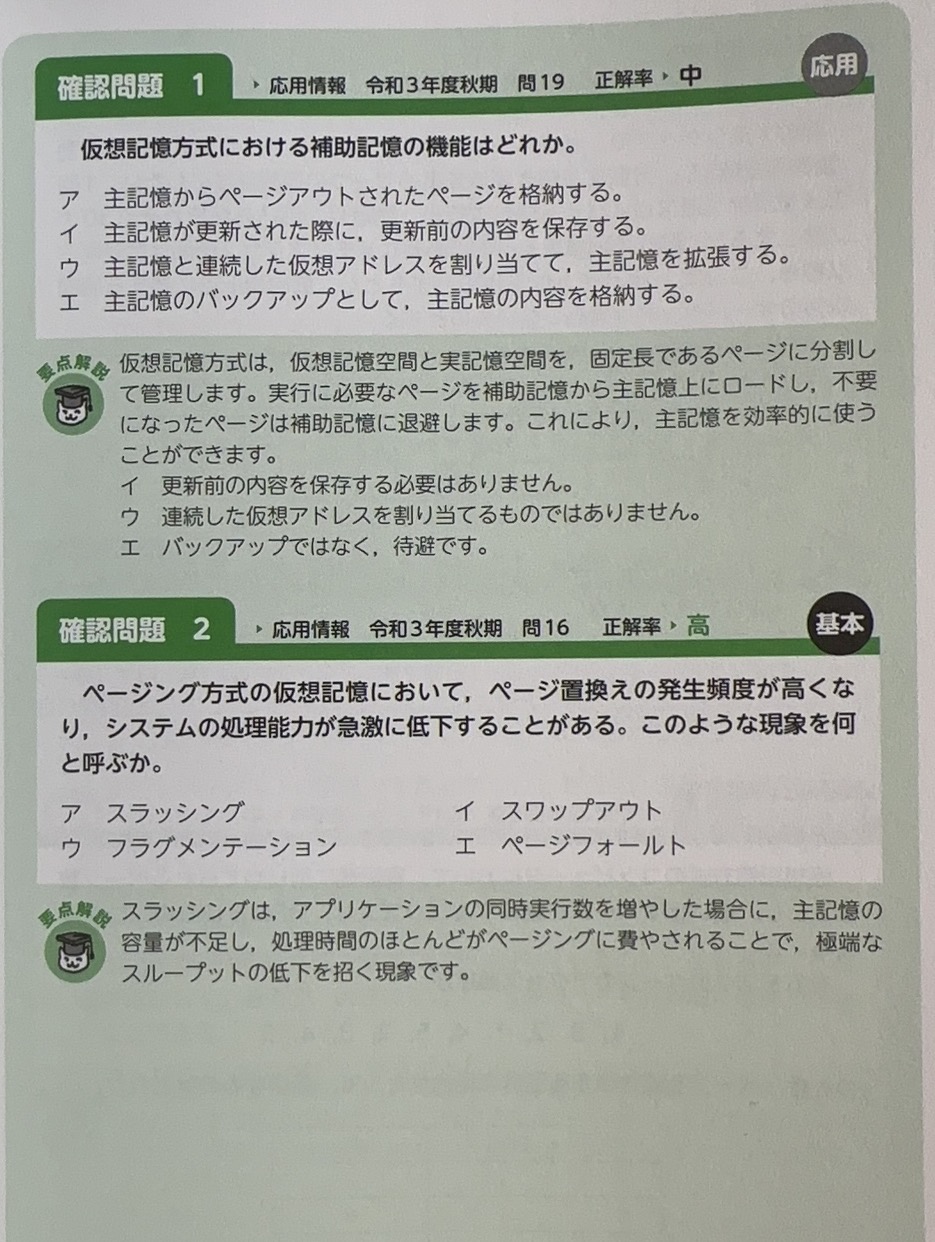 確認問題 1 ▶ 応用情報 令和3年度秋期 問19 正解率▶中 応用
仮想記憶方式における補助記憶の機能はどれか。
ア 主記憶からページアウトされたページを格納する。
イ 主記憶が更新された際に，更新前の内容を保存する。
ウ 主記憶と連続した仮想アドレスを割り当てて，主記憶を拡張する。
エ 主記憶のバックアップとして，主記憶の内容を格納する。
要点解説
仮想記憶方式は，仮想記憶空間と実記憶空間を，固定長であるページに分割し
て管理します。実行に必要なページを補助記憶から主記憶上にロードし，不要
になったページは補助記憶に退避します。これにより，主記憶を効率的に使う
ことができます。
イ 更新前の内容を保存する必要はありません。
ウ 連続した仮想アドレスを割り当てるものではありません。
エ バックアップではなく，待避です。
確認問題 2 ▶ 応用情報 令和3年度秋期 問16 正解率▶高 基本
ページング方式の仮想記憶において，ページ置換えの発生頻度が高くな
り，システムの処理能力が急激に低下することがある。このような現象を何
と呼ぶか。
ア スラッシング イ スワップアウト
ウ フラグメンテーション エ ページフォールト
要点解説
スラッシングは，アプリケーションの同時実行数を増やした場合に，主記憶の
容量が不足し，処理時間のほとんどがページングに費やされることで，極端な
スループットの低下を招く現象です。